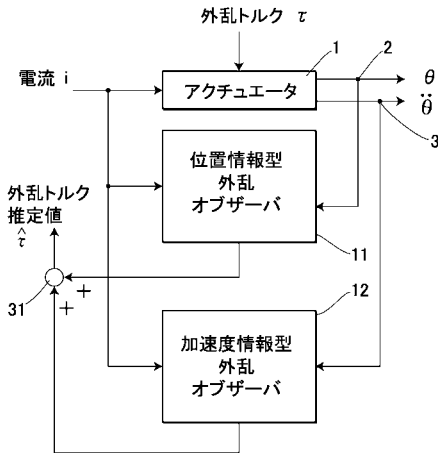 外乱トルク τ
1
2
電流 i
アクチュエータ
θ
θ̈
3
位置情報型
外乱
オブザーバ
11
外乱トルク
推定値
τ̂
31
+
+
12
加速度情報型
外乱
オブザーバ